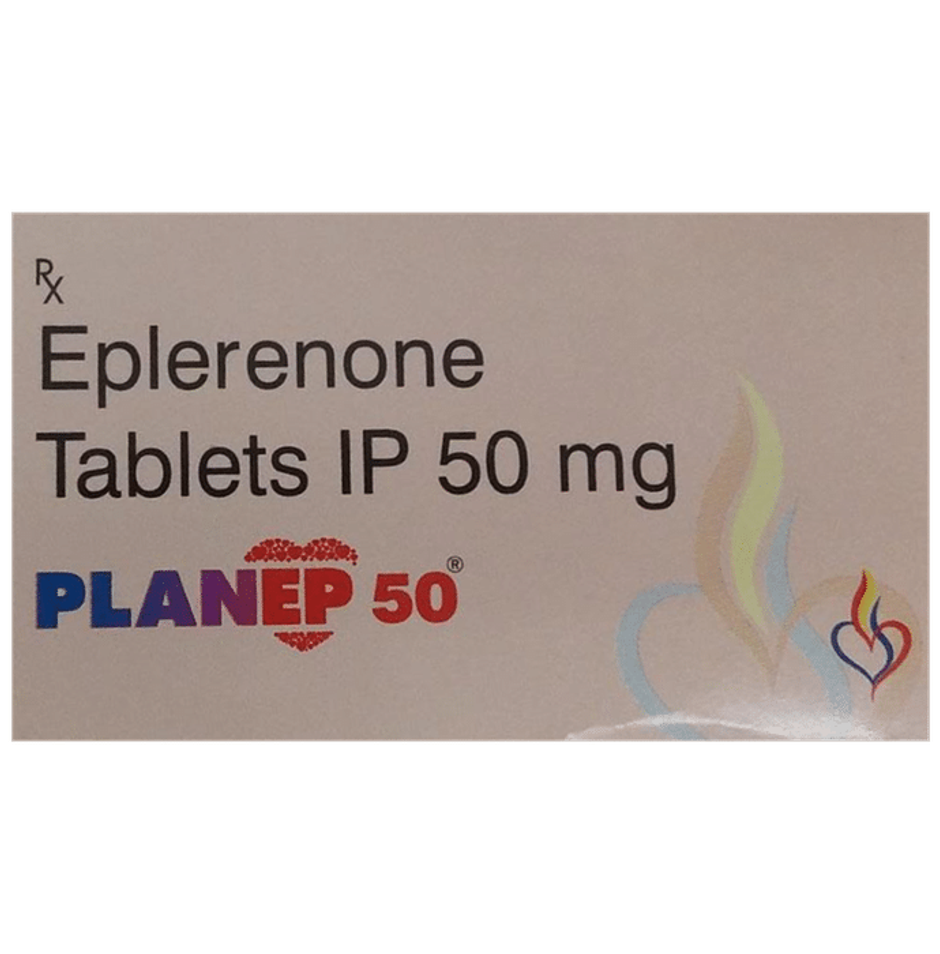 Rx
Eplerenone
Tablets IP 50 mg
PLANEP 50®